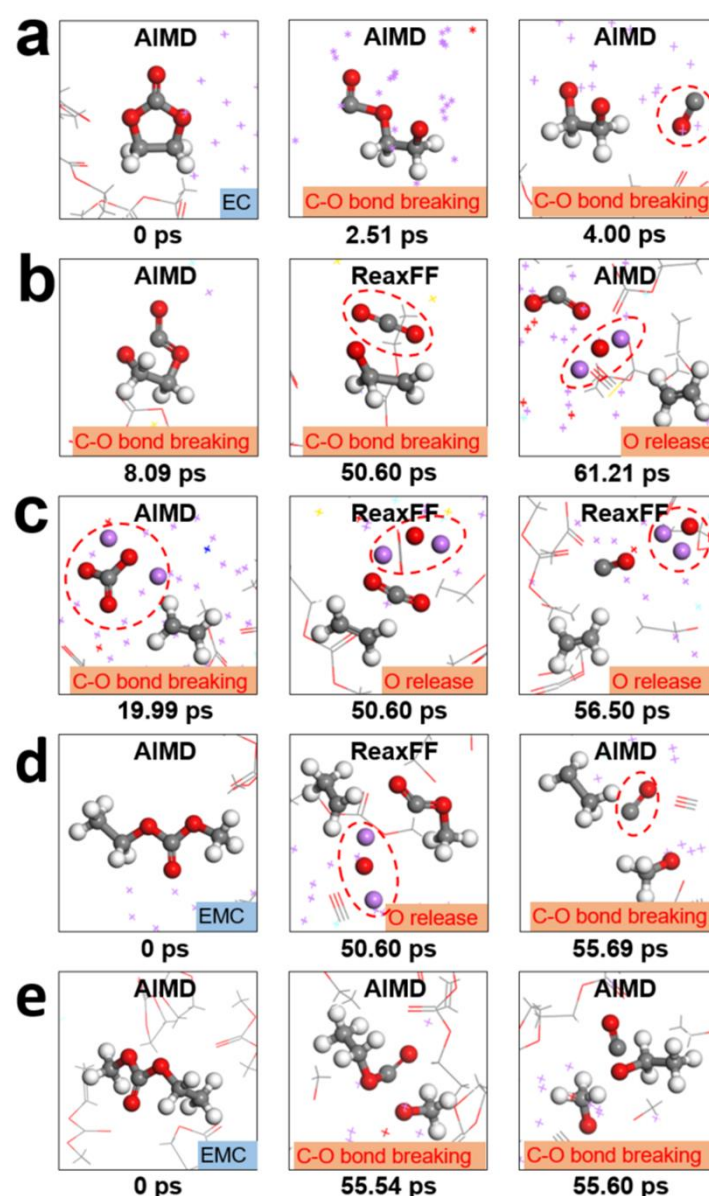 a
AIMD
EC
0 ps
AIMD
C-O bond breaking
2.51 ps
AIMD
C-O bond breaking
4.00 ps
b
AIMD
C-O bond breaking
8.09 ps
ReaxFF
C-O bond breaking
50.60 ps
AIMD
O release
61.21 ps
c
AIMD
C-O bond breaking
19.99 ps
ReaxFF
O release
50.60 ps
ReaxFF
O release
56.50 ps
d
AIMD
EMC
0 ps
ReaxFF
O release
50.60 ps
AIMD
C-O bond breaking
55.69 ps
e
AIMD
EMC
0 ps
AIMD
C-O bond breaking
55.54 ps
AIMD
C-O bond breaking
55.60 ps